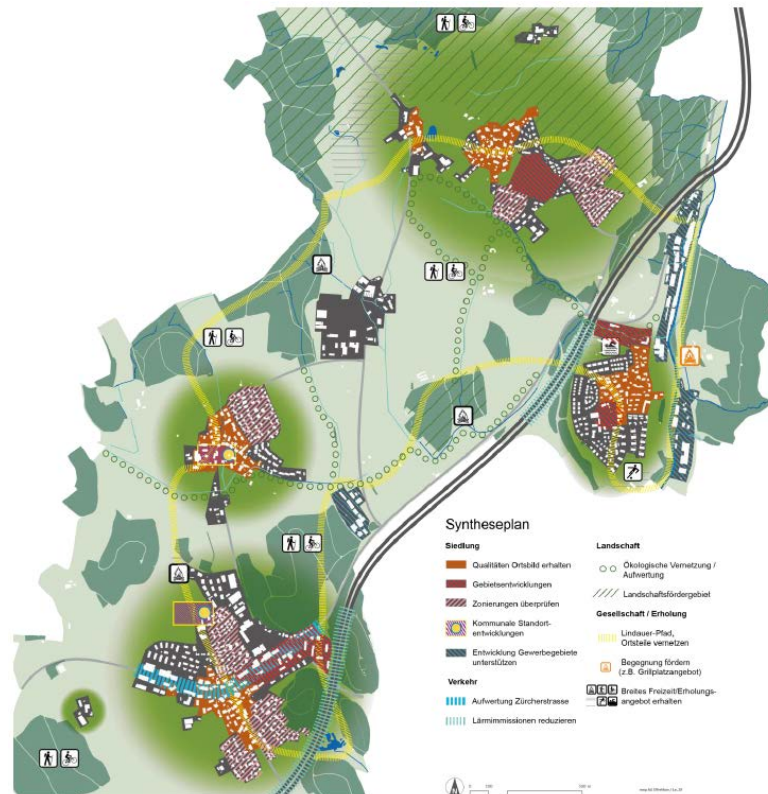 Syntheseplan
Siedlung
Qualitäten Ortsbild erhalten
Gebietsentwicklungen
Zonierungen überprüfen
Kommunale Standort-
entwicklungen
Entwicklung Gewerbegebiete
unterstützen
Verkehr
Aufwertung Zürcherstrasse
Lärmimmissionen reduzieren
Landschaft
Ökologische Vernetzung /
Aufwertung
Landschaftsfördergebiet
Gesellschaft / Erholung
Lindauer-Pfad,
Ortsteile vernetzen
Begegnung fördern
(z.B. Grillplatzangebot)
Breites Freizeit/Erholungs-
angebot erhalten
0